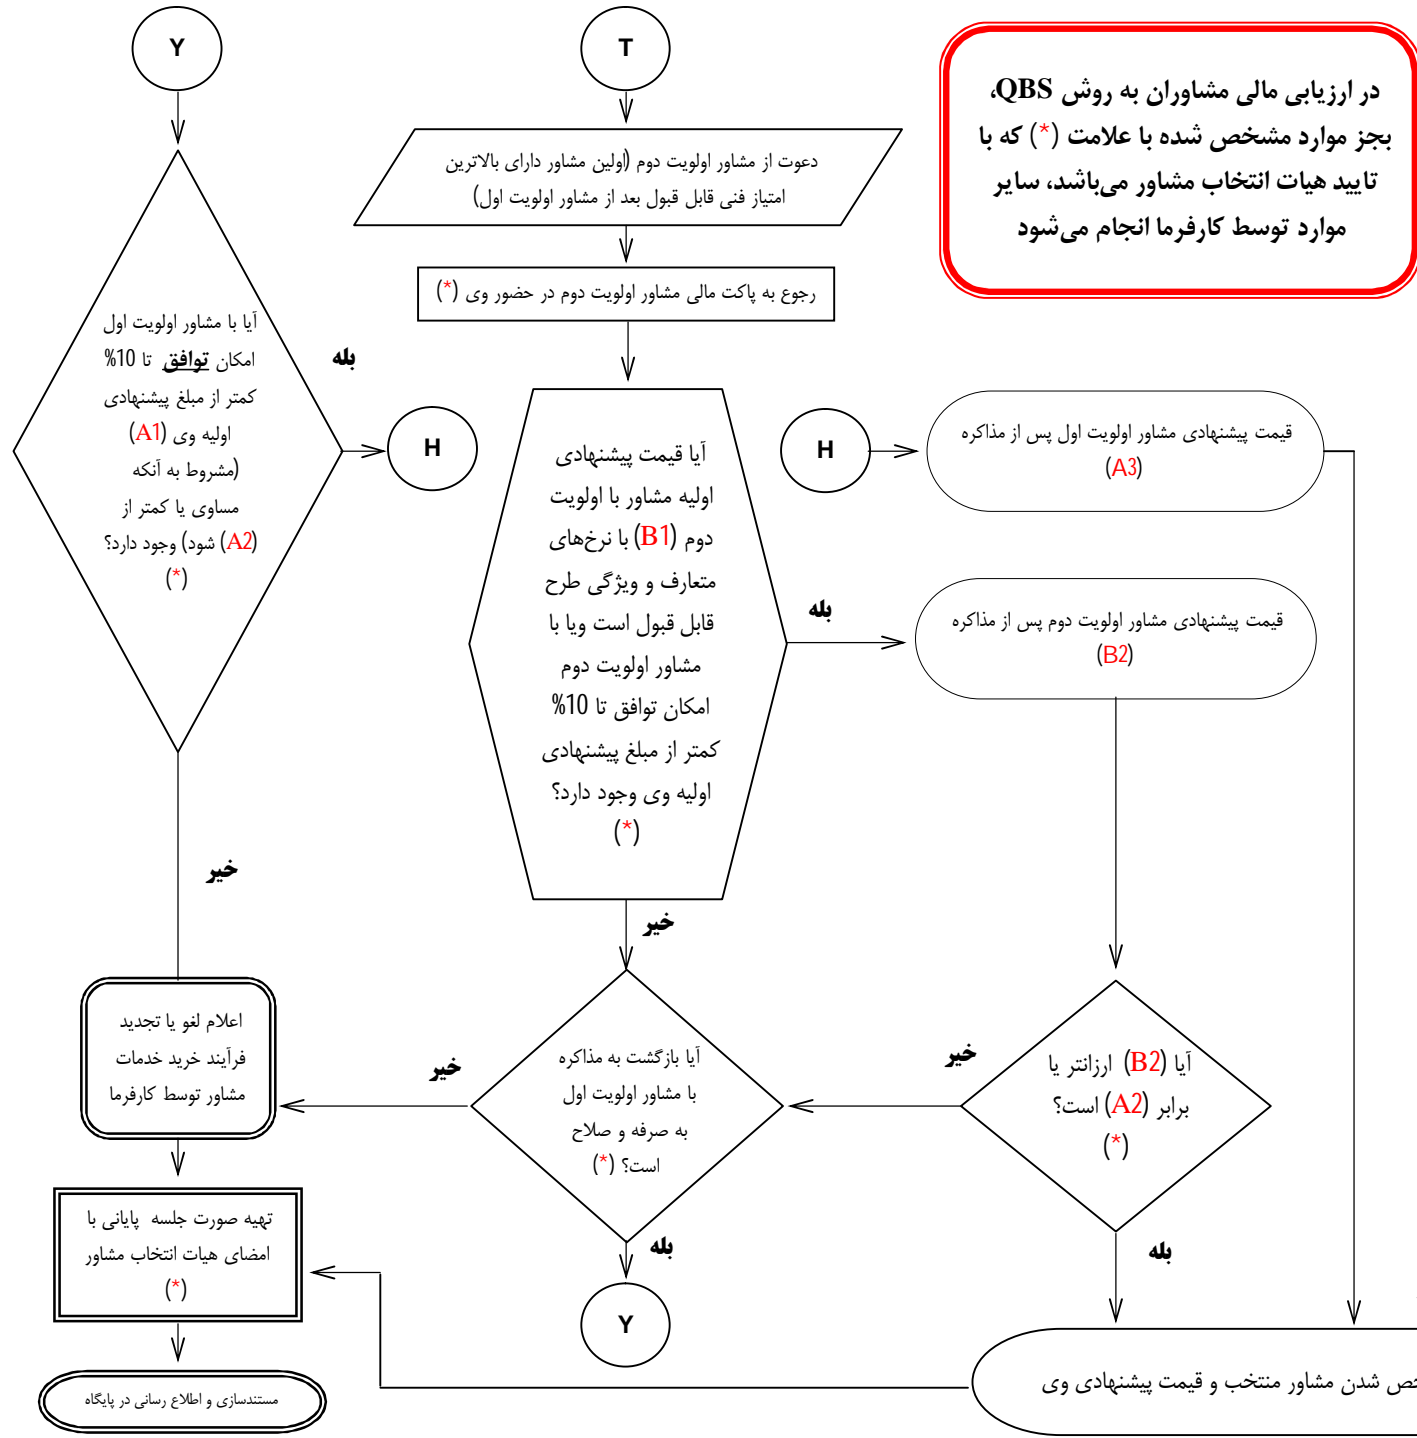 Y
T
در ارزیابی مالی مشاوران به روش QBS،
بجز موارد مشخص شده با علامت (*) که با
تایید هیات انتخاب مشاور می‌باشد، سایر
موارد توسط کارفرما انجام می‌شود
دعوت از مشاور اولویت دوم (اولین مشاور دارای بالاترین
امتیاز فنی قابل قبول بعد از مشاور اولویت اول)
رجوع به پاکت مالی مشاور اولویت دوم در حضور وی (*)
آیا با مشاور اولویت اول
امکان توافق تا 10%
کمتر از مبلغ پیشنهادی
اولیه وی (A1)
(مشروط به آنکه
مساوی یا کمتر از
(A2) شود) وجود دارد؟
(*)
بله
H
آیا قیمت پیشنهادی
اولیه مشاور با اولویت
دوم (B1) با نرخ‌های
متعارف و ویژگی طرح
قابل قبول است ویا با
مشاور اولویت دوم
امکان توافق تا 10%
کمتر از مبلغ پیشنهادی
اولیه وی وجود دارد؟
(*)
H
قیمت پیشنهادی مشاور اولویت اول پس از مذاکره
(A3)
بله
قیمت پیشنهادی مشاور اولویت دوم پس از مذاکره
(B2)
خیر
خیر
اعلام لغو یا تجدید
فرآیند خرید خدمات
مشاور توسط کارفرما
خیر
آیا بازگشت به مذاکره
با مشاور اولویت اول
به صرفه و صلاح
است؟ (*)
خیر
آیا (B2) ارزانتر یا
برابر (A2) است؟
(*)
تهیه صورت جلسه پایانی با
امضای هیات انتخاب مشاور
(*)
بله
بله
Y
مستندسازی و اطلاع رسانی در پایگاه
شدن مشاور منتخب و قیمت پیشنهادی وی